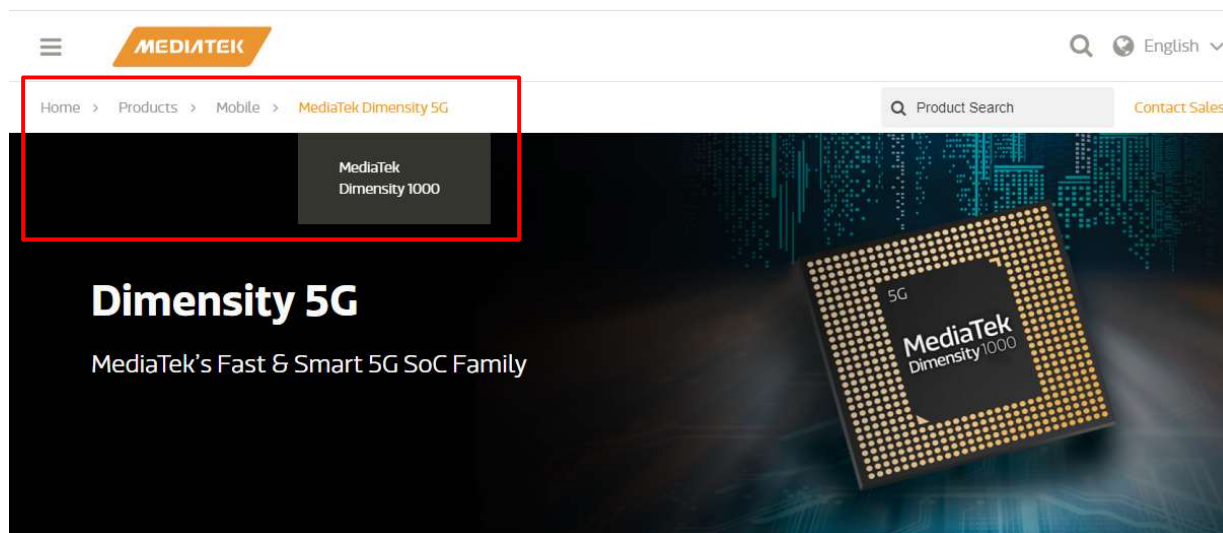 MEDIATEK
English
Home > Products > Mobile > MediaTek Dimensity 5G
Product Search
Contact Sales
MediaTek
Dimensity 1000
Dimensity 5G
MediaTek's Fast & Smart 5G SoC Family
5G
MediaTek
Dimensity 1000